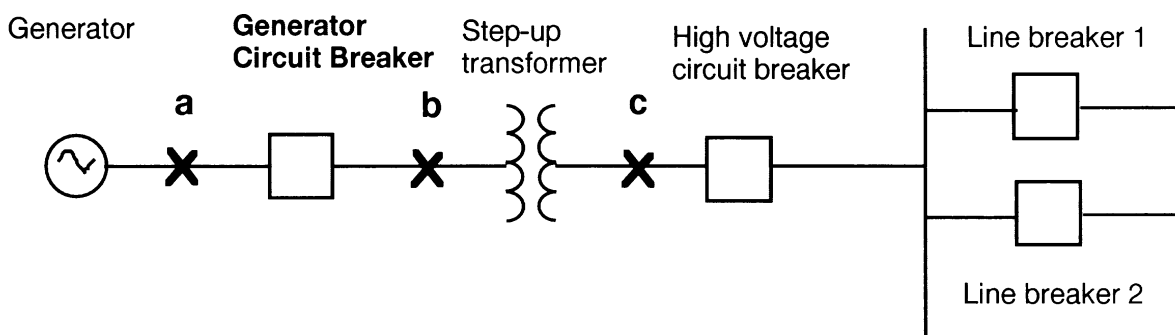 Generator
Generator
Circuit Breaker
Step-up
transformer
High voltage
circuit breaker
Line breaker 1
a
b
c
Line breaker 2